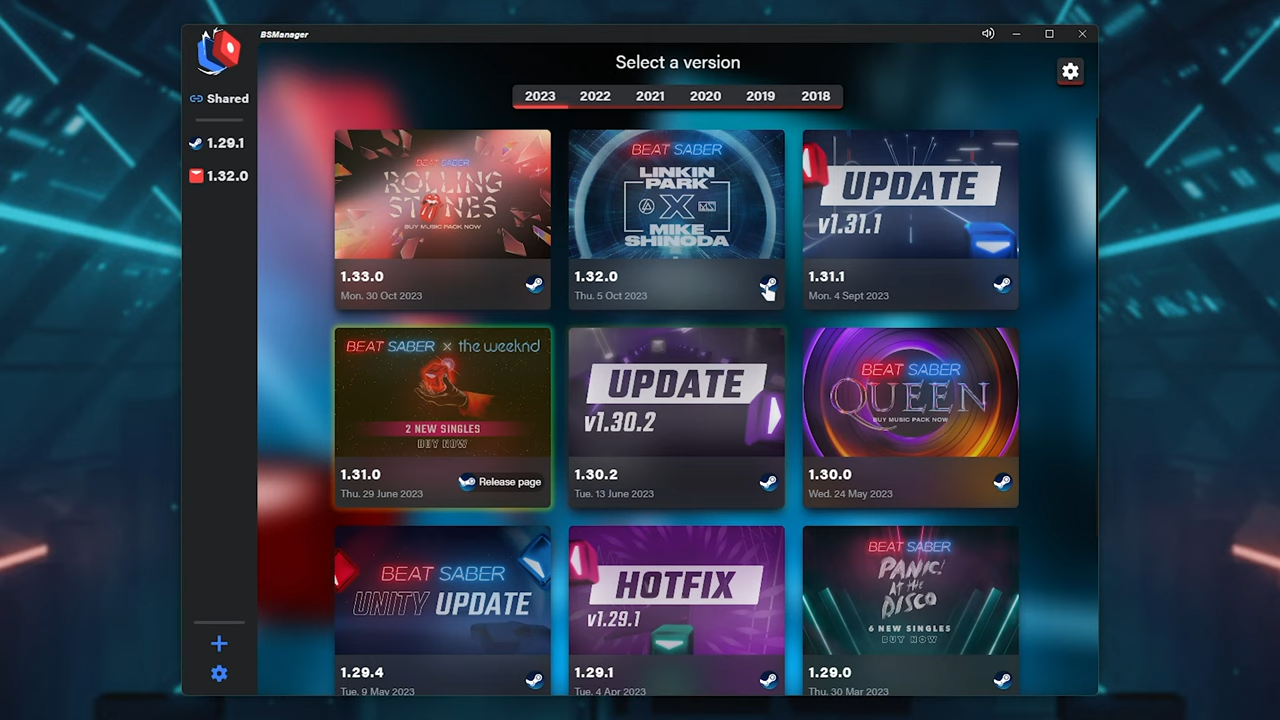 BSManager
Shared
1.29.1
1.32.0
Select a version
2023 2022 2021 2020 2019 2018
BEAT SABER
ROLLING
STONES
BUY MUSIC PACK NOW
1.33.0
Mon. 30 Oct 2023
BEAT SABER
LINKIN
PARK
X
MIKE
SHINODA
1.32.0
Thu. 5 Oct 2023
UPDATE
v1.31.1
1.31.1
Mon. 4 Sept 2023
BEAT SABER × the weeknd
2 NEW SINGLES
BUY NOW
1.31.0
Thu. 29 June 2023
Release page
UPDATE
v1.30.2
1.30.2
Tue. 13 June 2023
BEAT SABER
QUEEN
BUY MUSIC PACK NOW
1.30.0
Wed. 24 May 2023
BEAT SABER
UNITY UPDATE
1.29.4
Tue. 9 May 2023
HOTFIX
v1.29.1
1.29.1
Tue. 4 Apr 2023
BEAT SABER
PANIC!
AT THE
DISCO
6 NEW SINGLES
BUY NOW
1.29.0
Thu. 30 Mar 2023